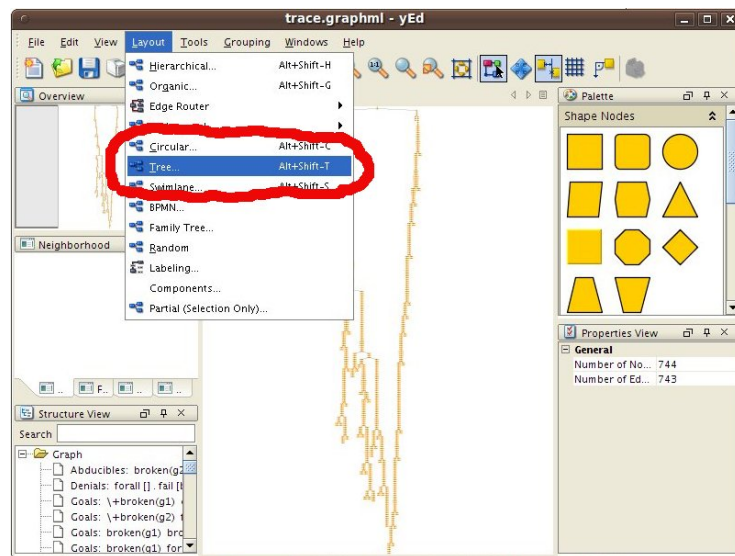 trace.graphml - yEd
File Edit View Layout Tools Grouping Windows Help
Overview
Neighborhood
Hierarchical... Alt+Shift-H
Organic... Alt+Shift-G
Edge Router
Circular... Alt+Shift-C
Tree... Alt+Shift-T
Swimlane... Alt+Shift-S
BPMN...
Family Tree...
Random
Labeling...
Components...
Partial (Selection Only)...
1:1
Palette
Shape Nodes
Properties View
General
Number of No... 744
Number of Ed... 743
..
F..
..
..
Structure View
Search
Graph
Abducibles: broken(g2
Denials: forall [] . fail [
Goals: \+broken(g1)
Goals: \+broken(g2)
Goals: broken(g1) bro
Goals: broken(g1) for